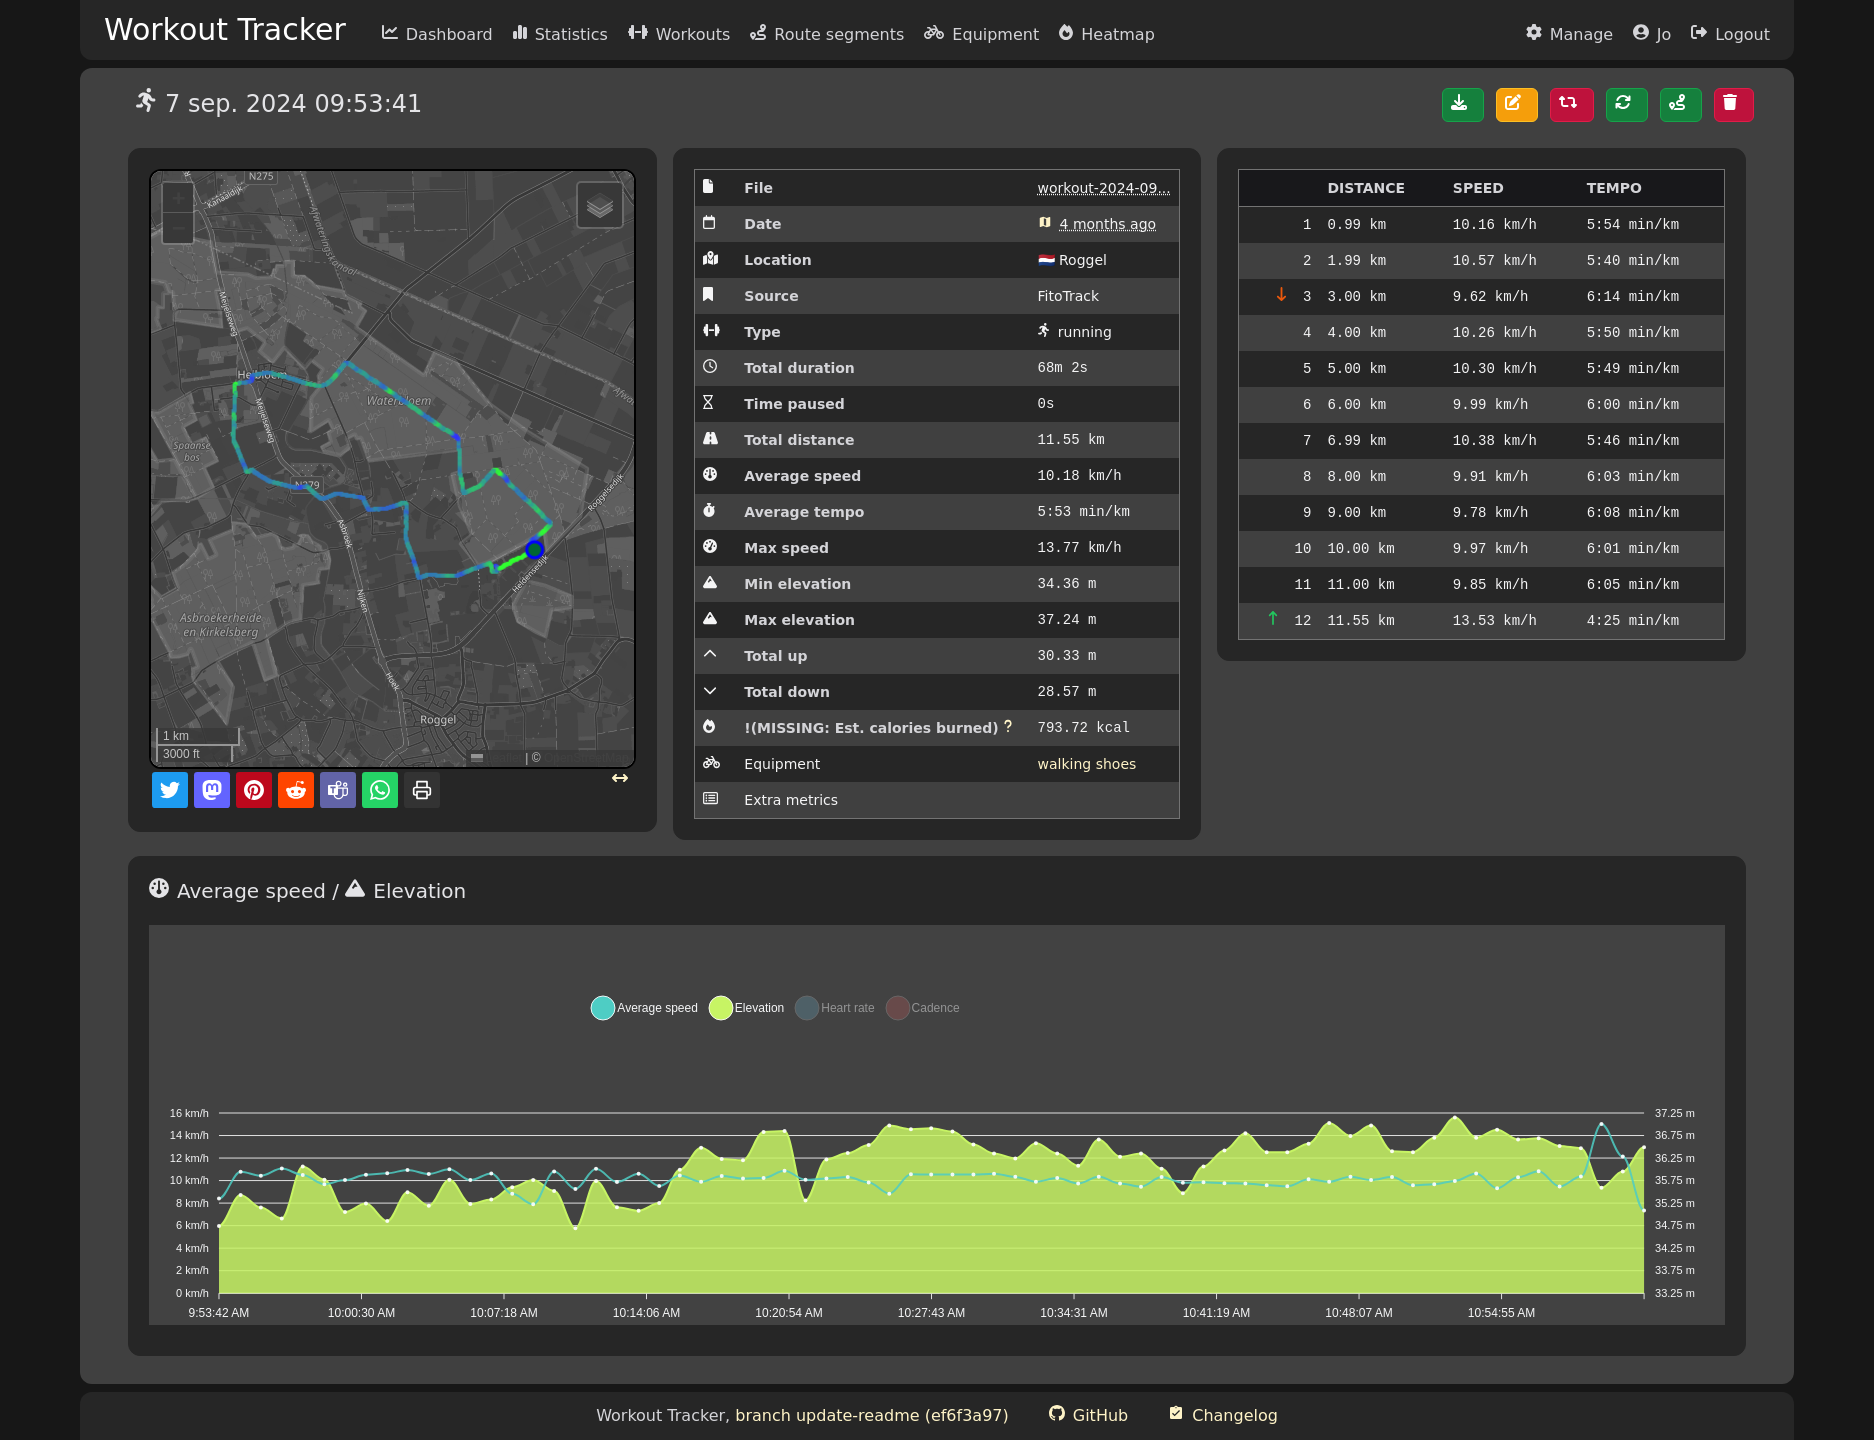 Workout Tracker Dashboard Statistics Workouts Route segments Equipment Heatmap Manage Jo Logout
7 sep. 2024 09:53:41
N275
Kanaaldijk
Afwateringskanaal
Meijelseweg
Heibloem
Waterbloem
Meijelseweg
Spaanse
bos
N279
Roggelsedijk
Asbroek
Heldensedijk
Nijken
Asbroekerheide
en Kirkelsberg
Hoek
Roggel
1 km
3000 ft
| ©
File workout-2024-09...
Date 4 months ago
Location Roggel
Source FitoTrack
Type running
Total duration 68m 2s
Time paused 0s
Total distance 11.55 km
Average speed 10.18 km/h
Average tempo 5:53 min/km
Max speed 13.77 km/h
Min elevation 34.36 m
Max elevation 37.24 m
Total up 30.33 m
Total down 28.57 m
!(MISSING: Est. calories burned) ? 793.72 kcal
Equipment walking shoes
Extra metrics
DISTANCE SPEED TEMPO
1 0.99 km 10.16 km/h 5:54 min/km
2 1.99 km 10.57 km/h 5:40 min/km
↓ 3 3.00 km 9.62 km/h 6:14 min/km
4 4.00 km 10.26 km/h 5:50 min/km
5 5.00 km 10.30 km/h 5:49 min/km
6 6.00 km 9.99 km/h 6:00 min/km
7 6.99 km 10.38 km/h 5:46 min/km
8 8.00 km 9.91 km/h 6:03 min/km
9 9.00 km 9.78 km/h 6:08 min/km
10 10.00 km 9.97 km/h 6:01 min/km
11 11.00 km 9.85 km/h 6:05 min/km
↑ 12 11.55 km 13.53 km/h 4:25 min/km
Average speed / Elevation
Average speed Elevation Heart rate Cadence
16 km/h 37.25 m
14 km/h 36.75 m
12 km/h 36.25 m
10 km/h 35.75 m
8 km/h 35.25 m
6 km/h 34.75 m
4 km/h 34.25 m
2 km/h 33.75 m
0 km/h 33.25 m
9:53:42 AM 10:00:30 AM 10:07:18 AM 10:14:06 AM 10:20:54 AM 10:27:43 AM 10:34:31 AM 10:41:19 AM 10:48:07 AM 10:54:55 AM
Workout Tracker, branch update-readme (ef6f3a97) GitHub Changelog